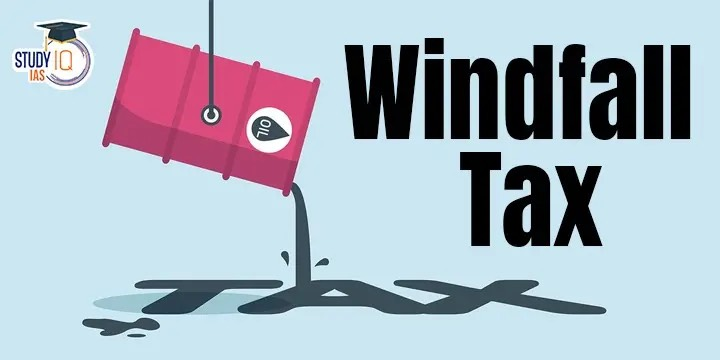 STUDY IQ
IAS
OIL
Windfall
Tax
TAX